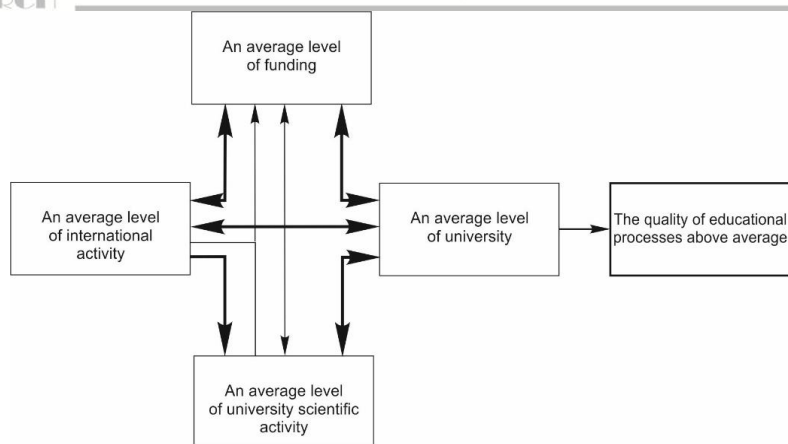 An average level
of funding
An average level
of international
activity
An average level
of university
The quality of educational
processes above average
An average level
of university scientific
activity